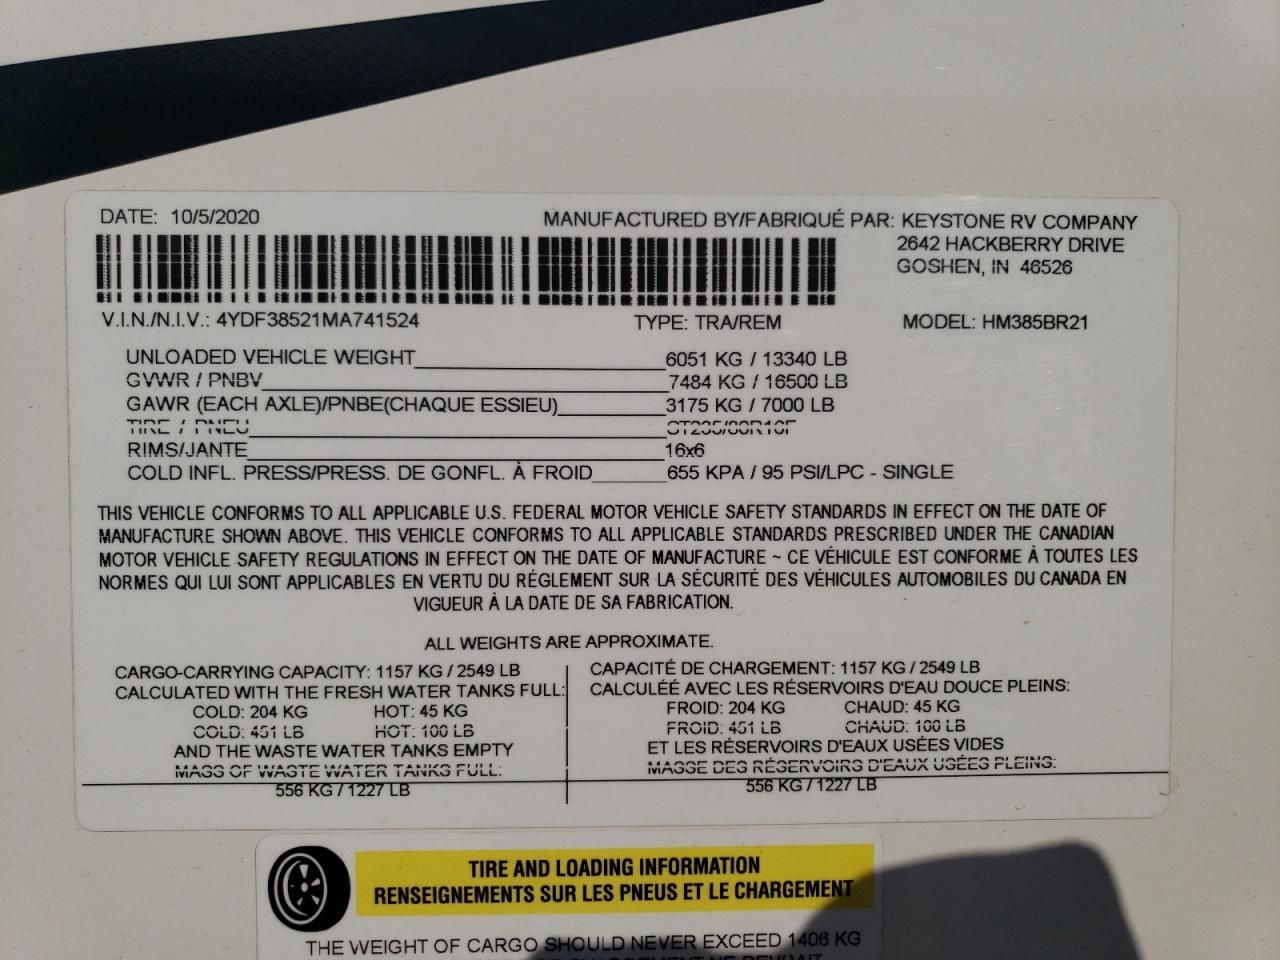 DATE: 10/5/2020
MANUFACTURED BY/FABRIQUÉ PAR: KEYSTONE RV COMPANY
2642 HACKBERRY DRIVE
GOSHEN, IN 46526
V.I.N./N.I.V.: 4YDF38521MA741524
TYPE: TRA/REM
MODEL: HM385BR21
UNLOADED VEHICLE WEIGHT 6051 KG / 13340 LB
GVWR / PNBV 7484 KG / 16500 LB
GAWR (EACH AXLE)/PNBE(CHAQUE ESSIEU) 3175 KG / 7000 LB
TIRE / PNEU
RIMS/JANTE 16x6
COLD INFL. PRESS/PRESS. DE GONFL. À FROID 655 KPA / 95 PSI/LPC - SINGLE
THIS VEHICLE CONFORMS TO ALL APPLICABLE U.S. FEDERAL MOTOR VEHICLE SAFETY STANDARDS IN EFFECT ON THE DATE OF
MANUFACTURE SHOWN ABOVE. THIS VEHICLE CONFORMS TO ALL APPLICABLE STANDARDS PRESCRIBED UNDER THE CANADIAN
MOTOR VEHICLE SAFETY REGULATIONS IN EFFECT ON THE DATE OF MANUFACTURE ~ CE VÉHICULE EST CONFORME À TOUTES LES
NORMES QUI LUI SONT APPLICABLES EN VERTU DU RÉGLEMENT SUR LA SÉCURITÉ DES VÉHICULES AUTOMOBILES DU CANADA EN
VIGUEUR À LA DATE DE SA FABRICATION.
ALL WEIGHTS ARE APPROXIMATE.
CARGO-CARRYING CAPACITY: 1157 KG / 2549 LB
CALCULATED WITH THE FRESH WATER TANKS FULL:
COLD: 204 KG HOT: 45 KG
COLD: 451 LB HOT: 100 LB
AND THE WASTE WATER TANKS EMPTY
MASS OF WASTE WATER TANKS FULL:
556 KG / 1227 LB
CAPACITÉ DE CHARGEMENT: 1157 KG / 2549 LB
CALCULÉE AVEC LES RÉSERVOIRS D'EAU DOUCE PLEINS:
FROID: 204 KG CHAUD: 45 KG
FROID: 451 LB CHAUD: 100 LB
ET LES RÉSERVOIRS D'EAUX USÉES VIDES
MASSE DES RÉSERVOIRS D'EAUX USÉES PLEINS:
556 KG / 1227 LB
TIRE AND LOADING INFORMATION
RENSEIGNEMENTS SUR LES PNEUS ET LE CHARGEMENT
THE WEIGHT OF CARGO SHOULD NEVER EXCEED 1406 KG